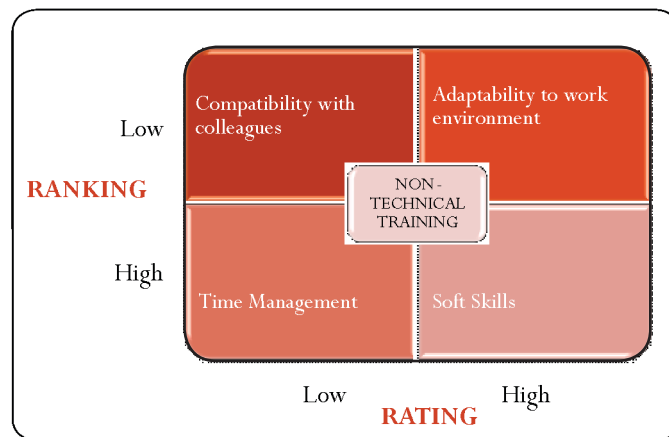 Compatibility with
colleagues
Adaptability to work
environment
Low
RANKING
NON -
TECHNICAL
TRAINING
High
Time Management
Soft Skills
Low
High
RATING